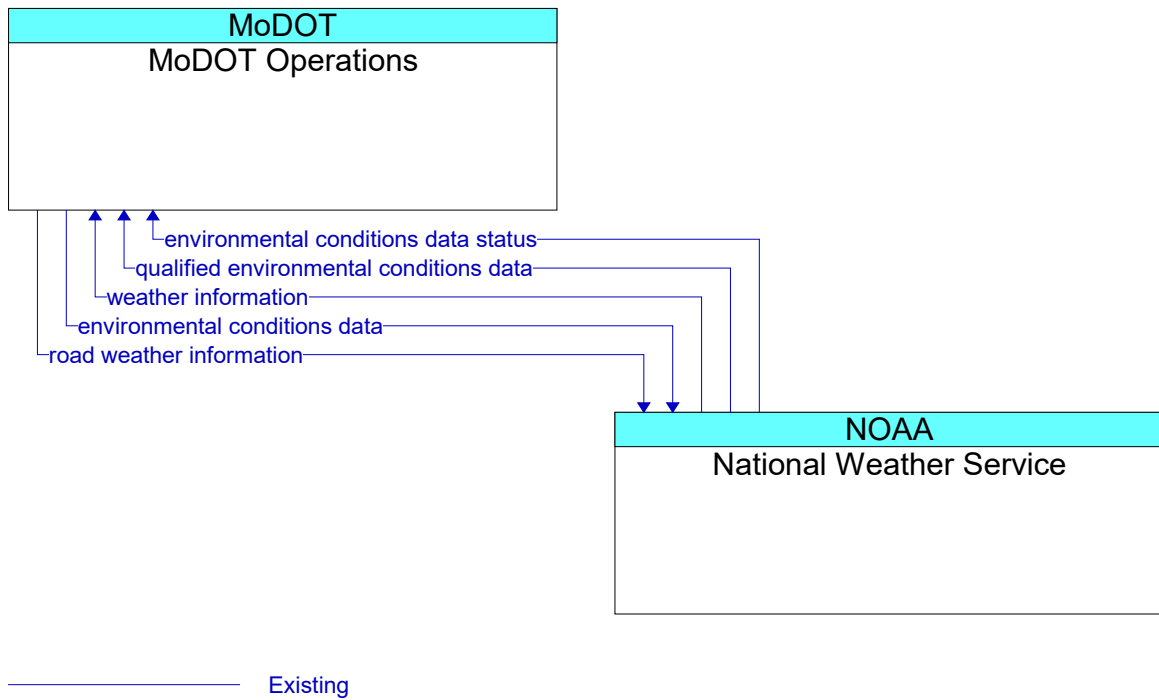 MoDOT
MoDOT Operations
environmental conditions data status
qualified environmental conditions data
weather information
environmental conditions data
road weather information
NOAA
National Weather Service
Existing